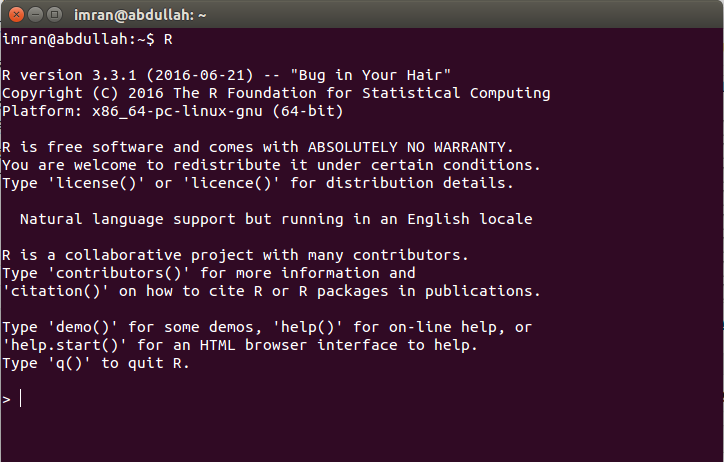 imran@abdullah: ~
imran@abdullah:~$ R
R version 3.3.1 (2016-06-21) -- "Bug in Your Hair"
Copyright (C) 2016 The R Foundation for Statistical Computing
Platform: x86_64-pc-linux-gnu (64-bit)
R is free software and comes with ABSOLUTELY NO WARRANTY.
You are welcome to redistribute it under certain conditions.
Type 'license()' or 'licence()' for distribution details.
Natural language support but running in an English locale
R is a collaborative project with many contributors.
Type 'contributors()' for more information and
'citation()' on how to cite R or R packages in publications.
Type 'demo()' for some demos, 'help()' for on-line help, or
'help.start()' for an HTML browser interface to help.
Type 'q()' to quit R.
>